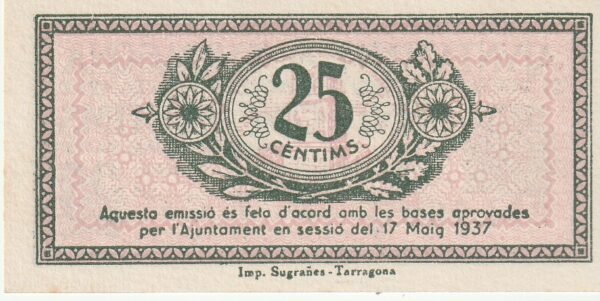 25
CÈNTIMS
Aquesta emissió és feta d'acord amb les bases aprovades
per l'Ajuntament en sessió del 17 Maig 1937
Imp. Sugrañes - Tarragona